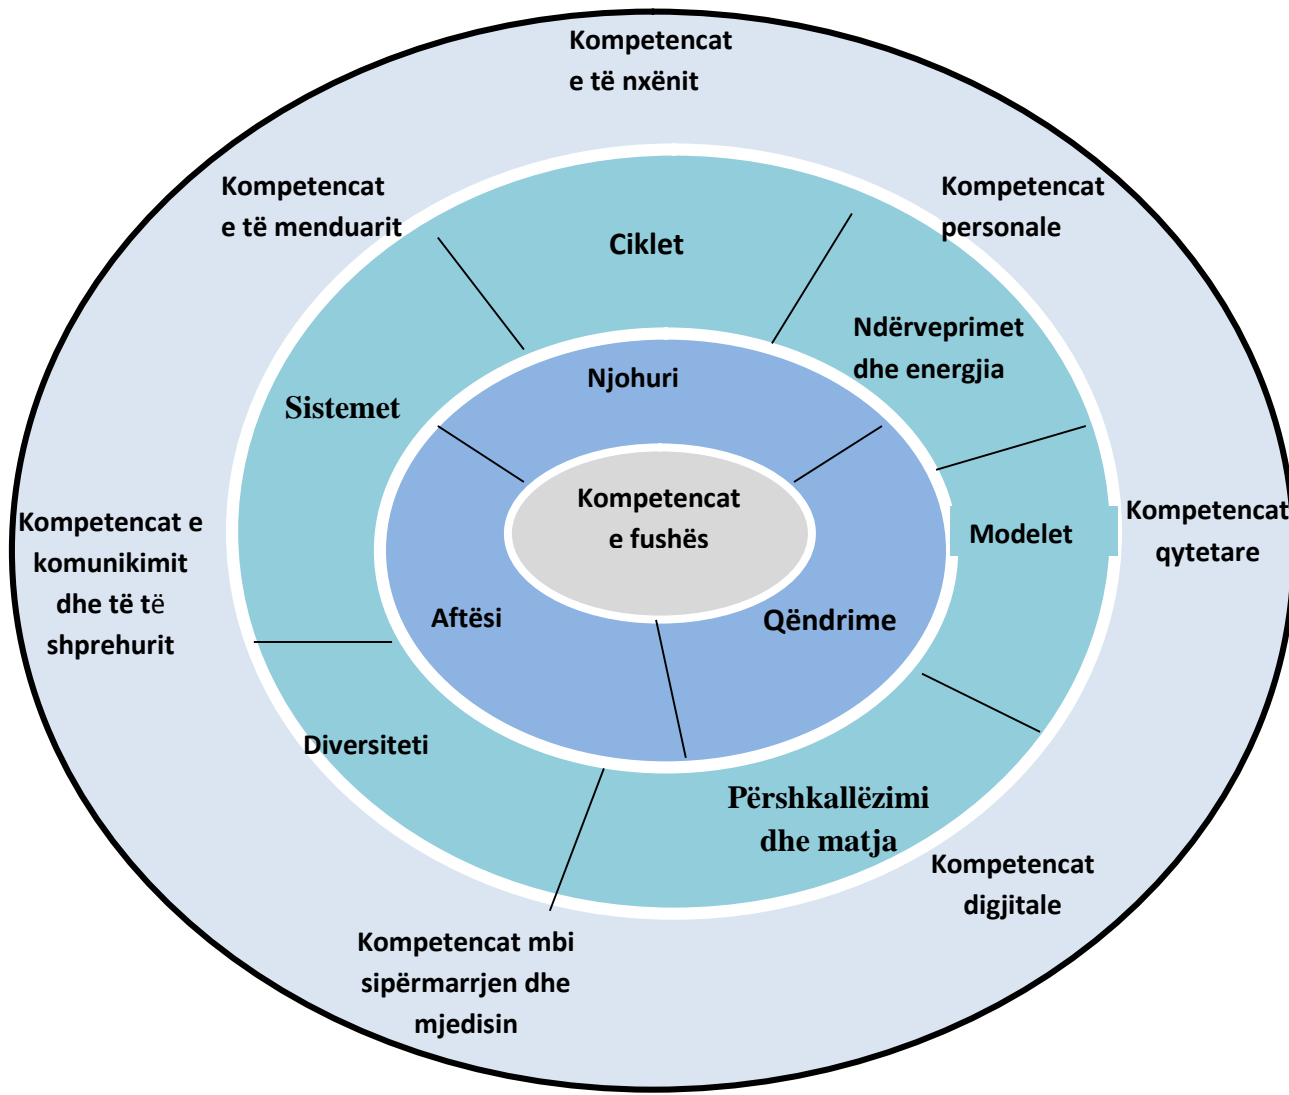 Kompetencat
e të nxënit
Kompetencat
e të menduarit
Kompetencat
personale
Ciklet
Ndërveprimet
dhe energjia
Njohuri
Sistemet
Kompetencat
e fushës
Modelet
Kompetencat
qytetare
Kompetencat e
komunikimit
dhe të të
shprehurit
Aftësi
Qëndrime
Diversiteti
Përshkallëzimi
dhe matja
Kompetencat
digjitale
Kompetencat mbi
sipërmarrjen dhe
mjedisin